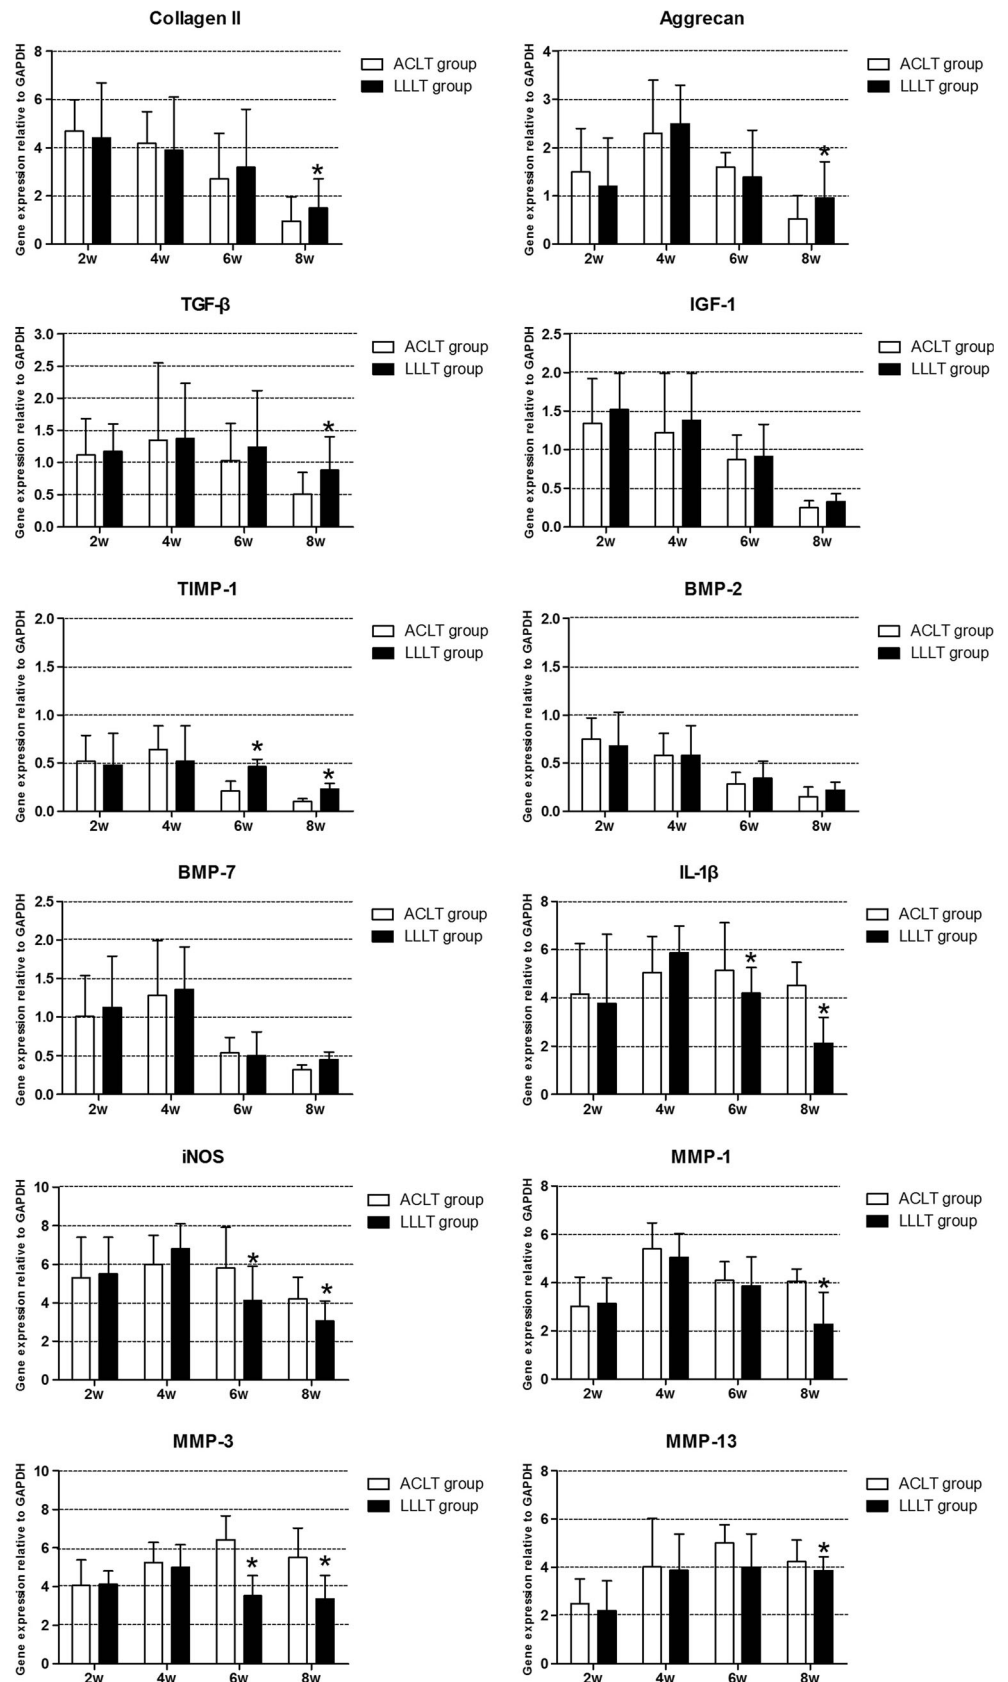 Collagen II
Gene expression relative to GAPDH
8
6
4
2
0
2w 4w 6w 8w
* 
ACLT group
LLLT group
Aggrecan
Gene expression relative to GAPDH
4
3
2
1
0
2w 4w 6w 8w
*
ACLT group
LLLT group
TGF-β
Gene expression relative to GAPDH
3.0
2.5
2.0
1.5
1.0
0.5
0.0
2w 4w 6w 8w
*
ACLT group
LLLT group
IGF-1
Gene expression relative to GAPDH
2.5
2.0
1.5
1.0
0.5
0.0
2w 4w 6w 8w
ACLT group
LLLT group
TIMP-1
Gene expression relative to GAPDH
2.0
1.5
1.0
0.5
0.0
2w 4w 6w 8w
* *
ACLT group
LLLT group
BMP-2
Gene expression relative to GAPDH
2.0
1.5
1.0
0.5
0.0
2w 4w 6w 8w
ACLT group
LLLT group
BMP-7
Gene expression relative to GAPDH
2.5
2.0
1.5
1.0
0.5
0.0
2w 4w 6w 8w
ACLT group
LLLT group
IL-1β
Gene expression relative to GAPDH
8
6
4
2
0
2w 4w 6w 8w
* *
ACLT group
LLLT group
iNOS
Gene expression relative to GAPDH
10
8
6
4
2
0
2w 4w 6w 8w
* *
ACLT group
LLLT group
MMP-1
Gene expression relative to GAPDH
8
6
4
2
0
2w 4w 6w 8w
*
ACLT group
LLLT group
MMP-3
Gene expression relative to GAPDH
10
8
6
4
2
0
2w 4w 6w 8w
* *
ACLT group
LLLT group
MMP-13
Gene expression relative to GAPDH
8
6
4
2
0
2w 4w 6w 8w
*
ACLT group
LLLT group